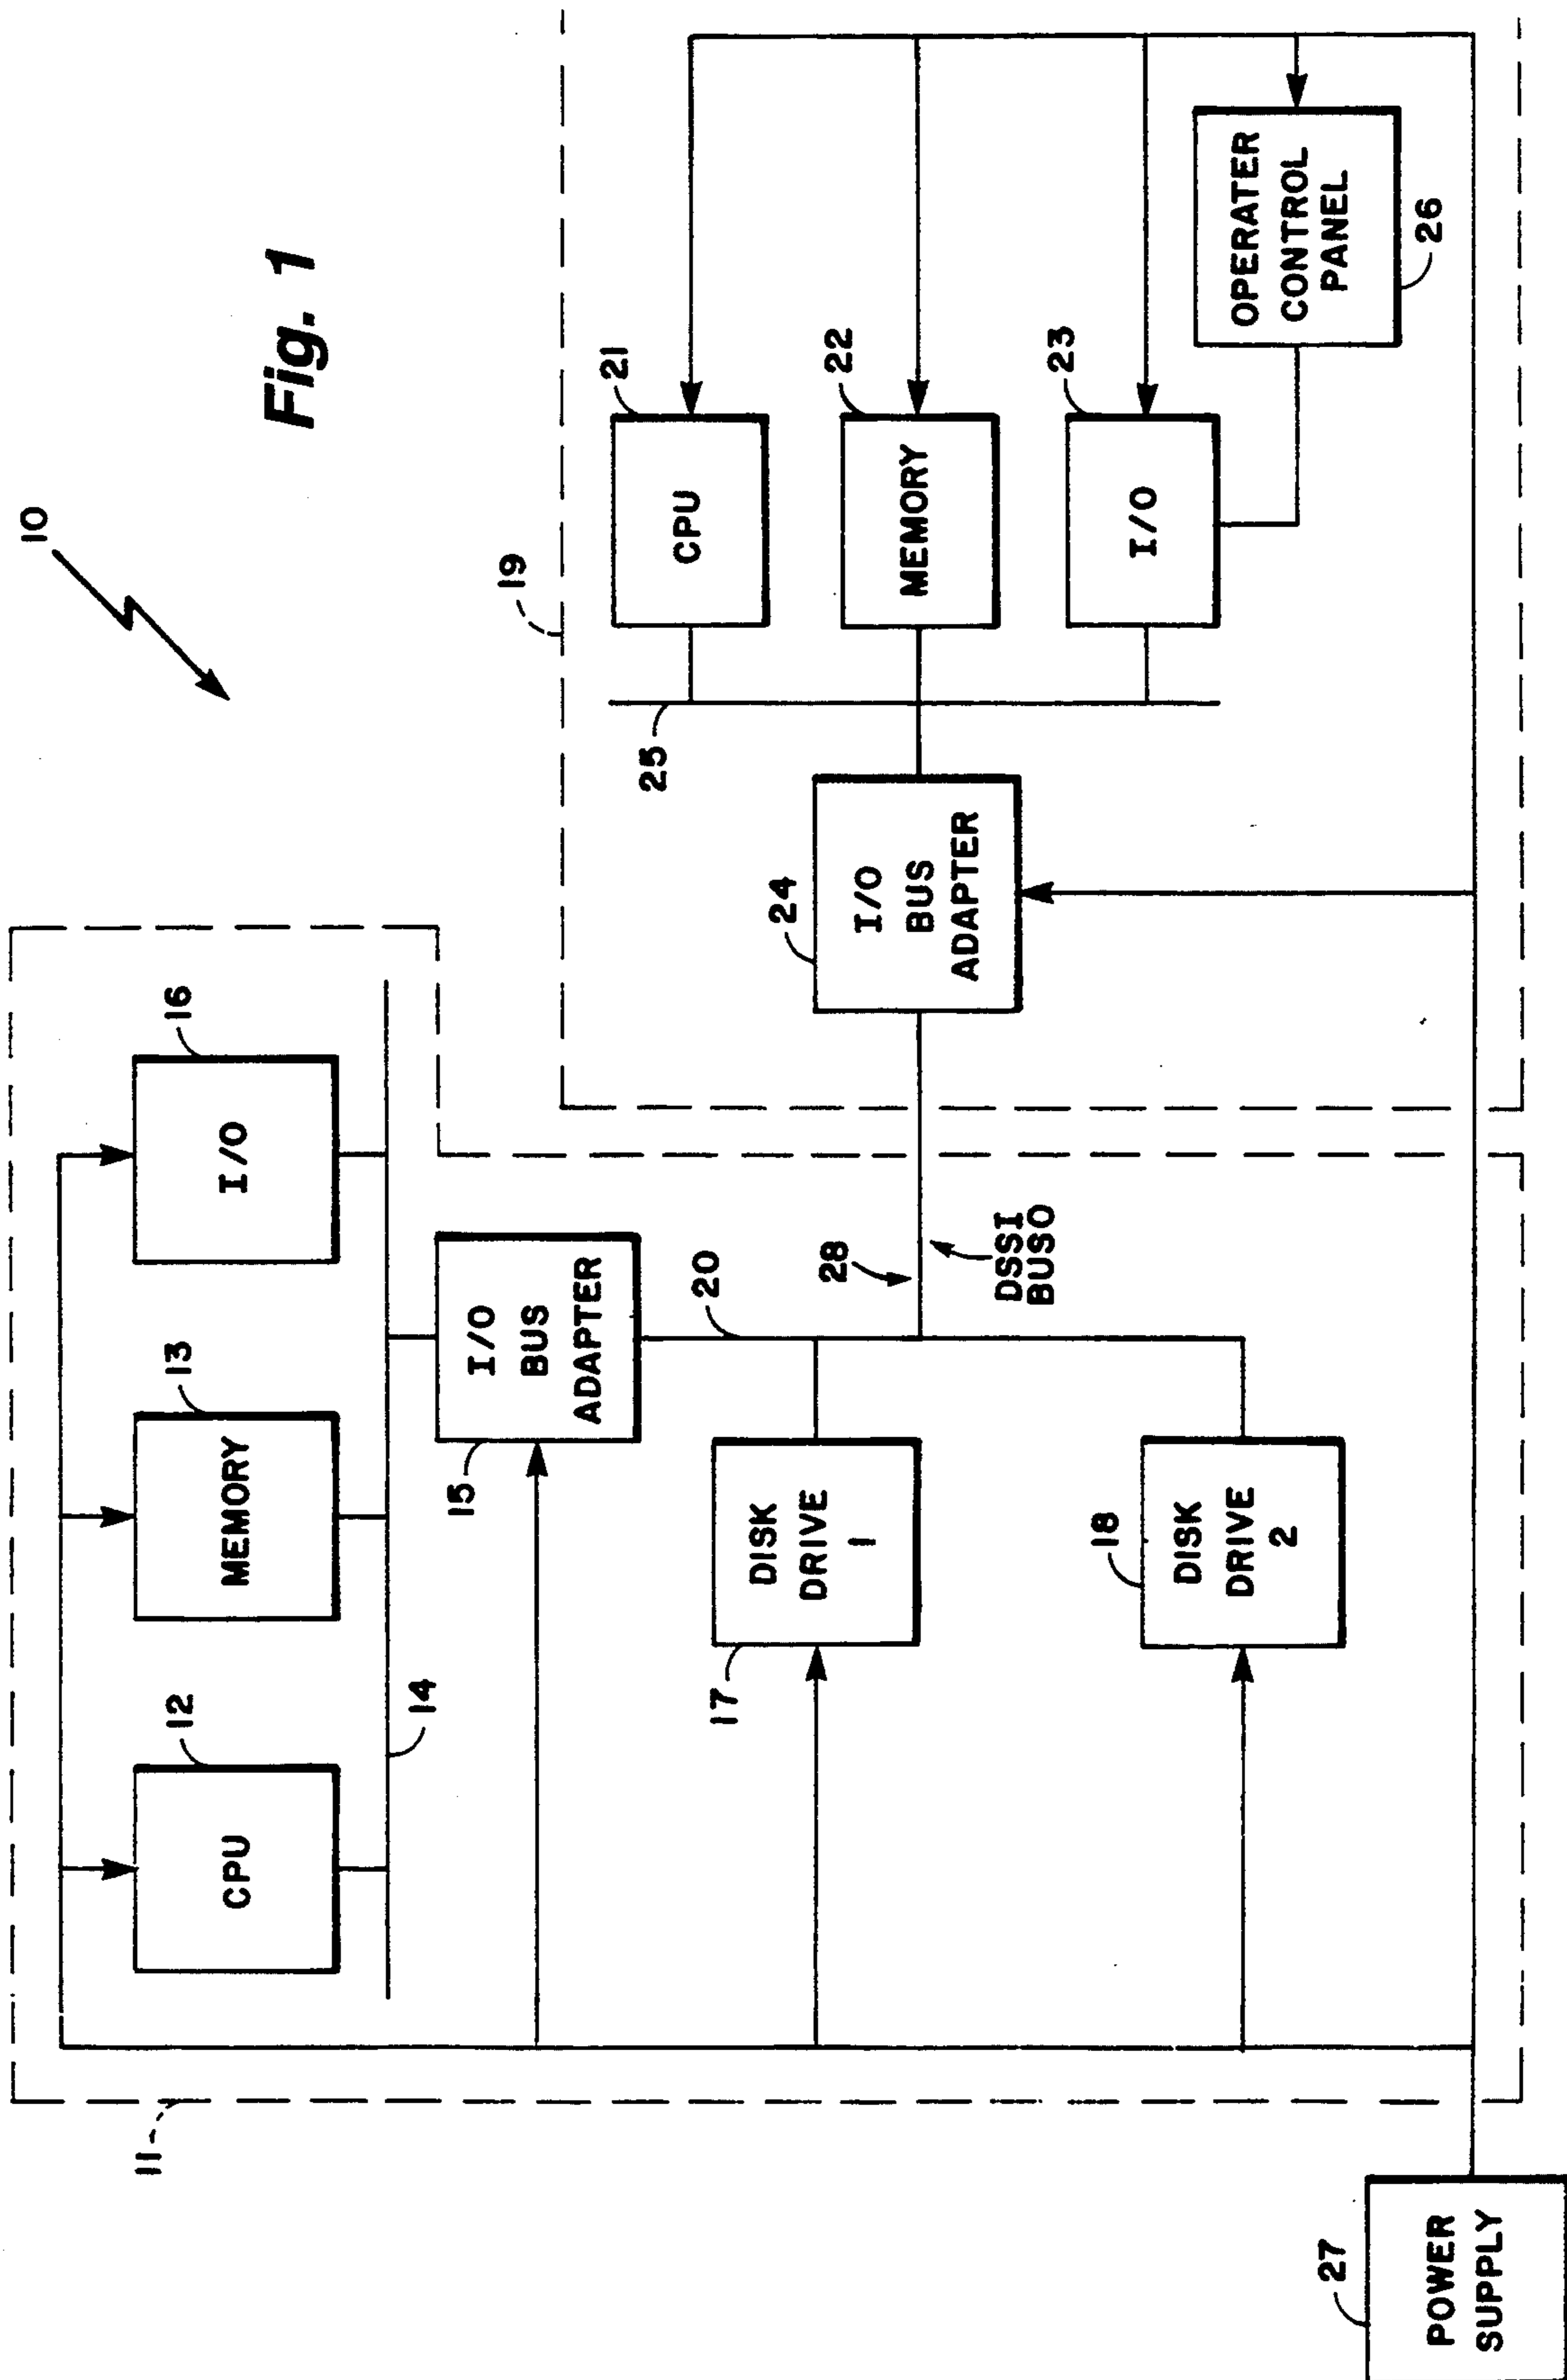 Fig. 1
10
11
12
CPU
13
MEMORY
16
I/O
14
15
I/O
BUS
ADAPTER
20
17
DISK
DRIVE
1
18
DISK
DRIVE
2
28
DSSI
BUS0
19
24
I/O
BUS
ADAPTER
25
21
CPU
22
MEMORY
23
I/O
OPERATER
CONTROL
PANEL
26
27
POWER
SUPPLY